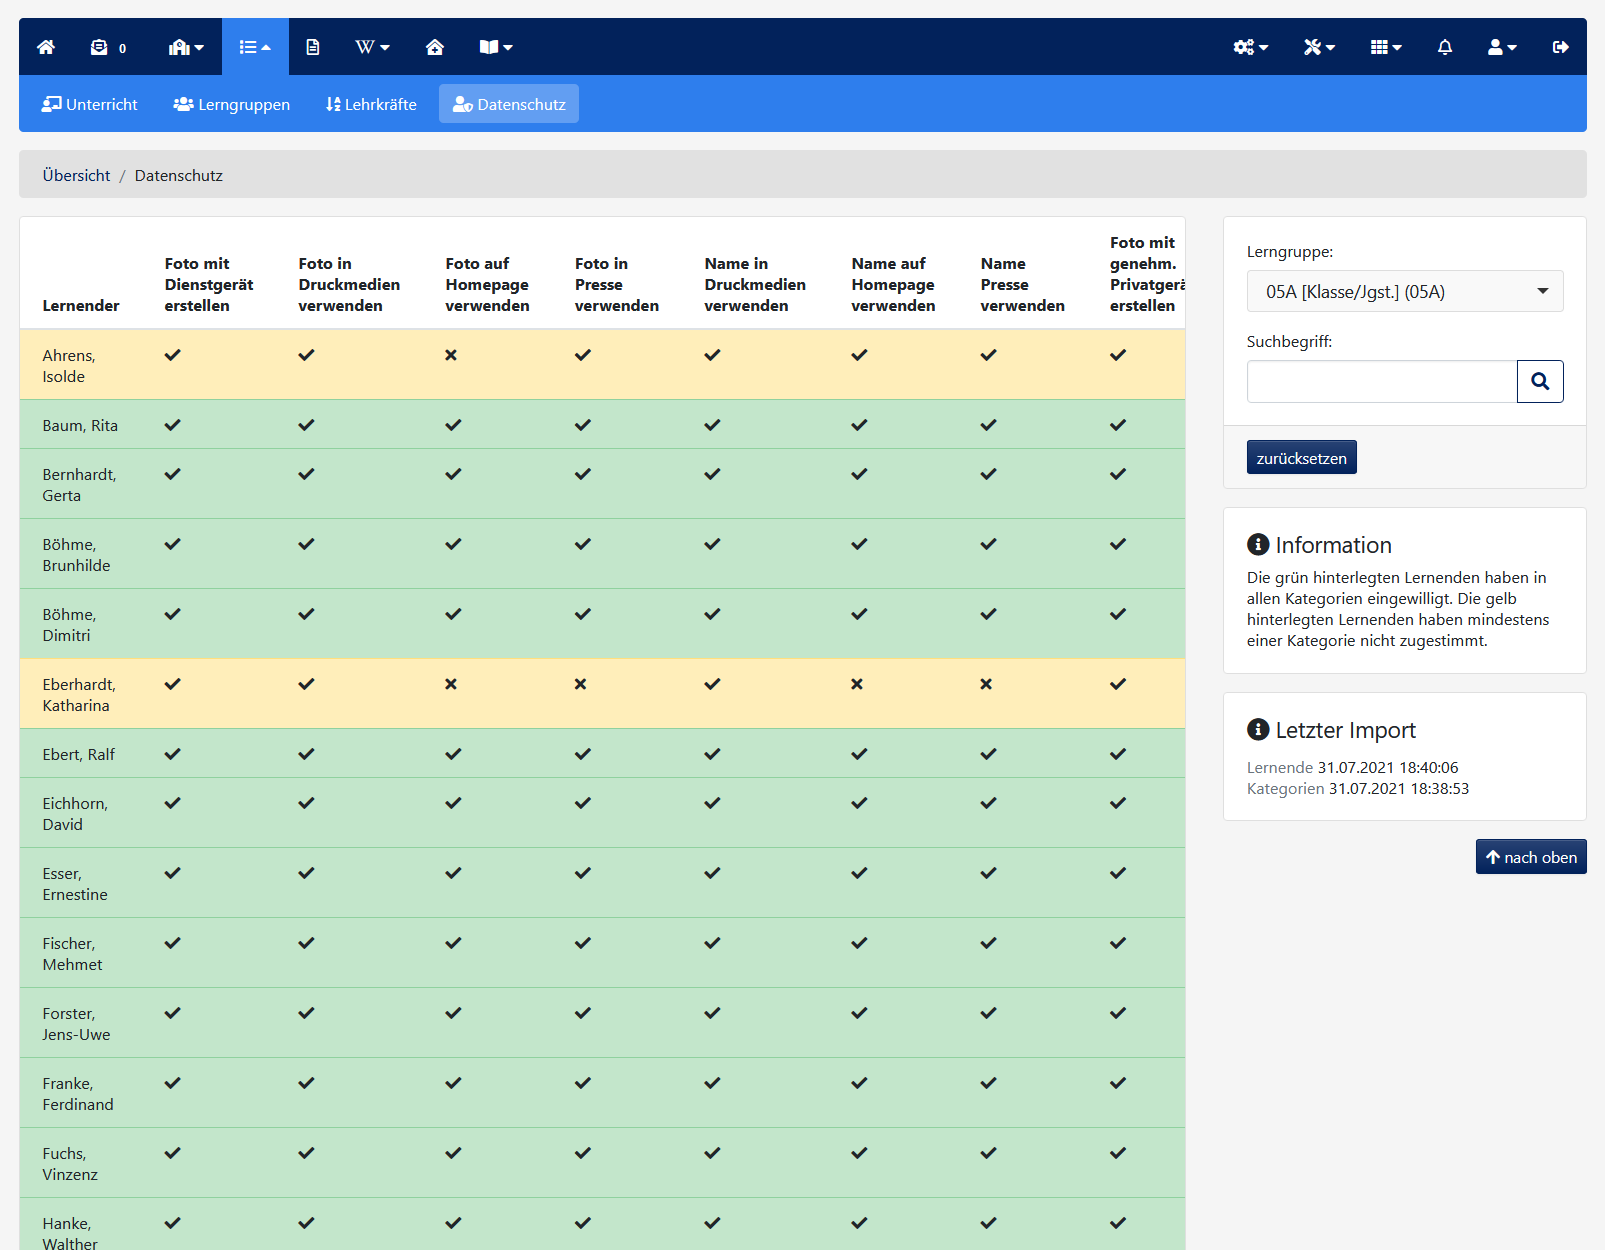 0
W
Unterricht
Lerngruppen
Lehrkräfte
Datenschutz
Übersicht / Datenschutz
Lernender
Foto mit
Dienstgerät
erstellen
Foto in
Druckmedien
verwenden
Foto auf
Homepage
verwenden
Foto in
Presse
verwenden
Name in
Druckmedien
verwenden
Name auf
Homepage
verwenden
Name
Presse
verwenden
Foto mit
genehm.
Privatgerä
erstellen
Ahrens,
Isolde
Baum, Rita
Bernhardt,
Gerta
Böhme,
Brunhilde
Böhme,
Dimitri
Eberhardt,
Katharina
Ebert, Ralf
Eichhorn,
David
Esser,
Ernestine
Fischer,
Mehmet
Forster,
Jens-Uwe
Franke,
Ferdinand
Fuchs,
Vinzenz
Hanke,
Walther
Lerngruppe:
05A [Klasse/Jgst.] (05A)
Suchbegriff:
zurücksetzen
Information
Die grün hinterlegten Lernenden haben in
allen Kategorien eingewilligt. Die gelb
hinterlegten Lernenden haben mindestens
einer Kategorie nicht zugestimmt.
Letzter Import
Lernende 31.07.2021 18:40:06
Kategorien 31.07.2021 18:38:53
nach oben